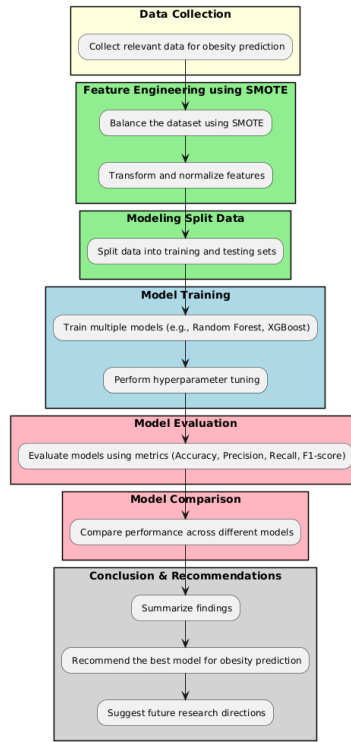 Data Collection
Collect relevant data for obesity prediction
Feature Engineering using SMOTE
Balance the dataset using SMOTE
Transform and normalize features
Modeling Split Data
Split data into training and testing sets
Model Training
Train multiple models (e.g., Random Forest, XGBoost)
Perform hyperparameter tuning
Model Evaluation
Evaluate models using metrics (Accuracy, Precision, Recall, F1-score)
Model Comparison
Compare performance across different models
Conclusion & Recommendations
Summarize findings
Recommend the best model for obesity prediction
Suggest future research directions